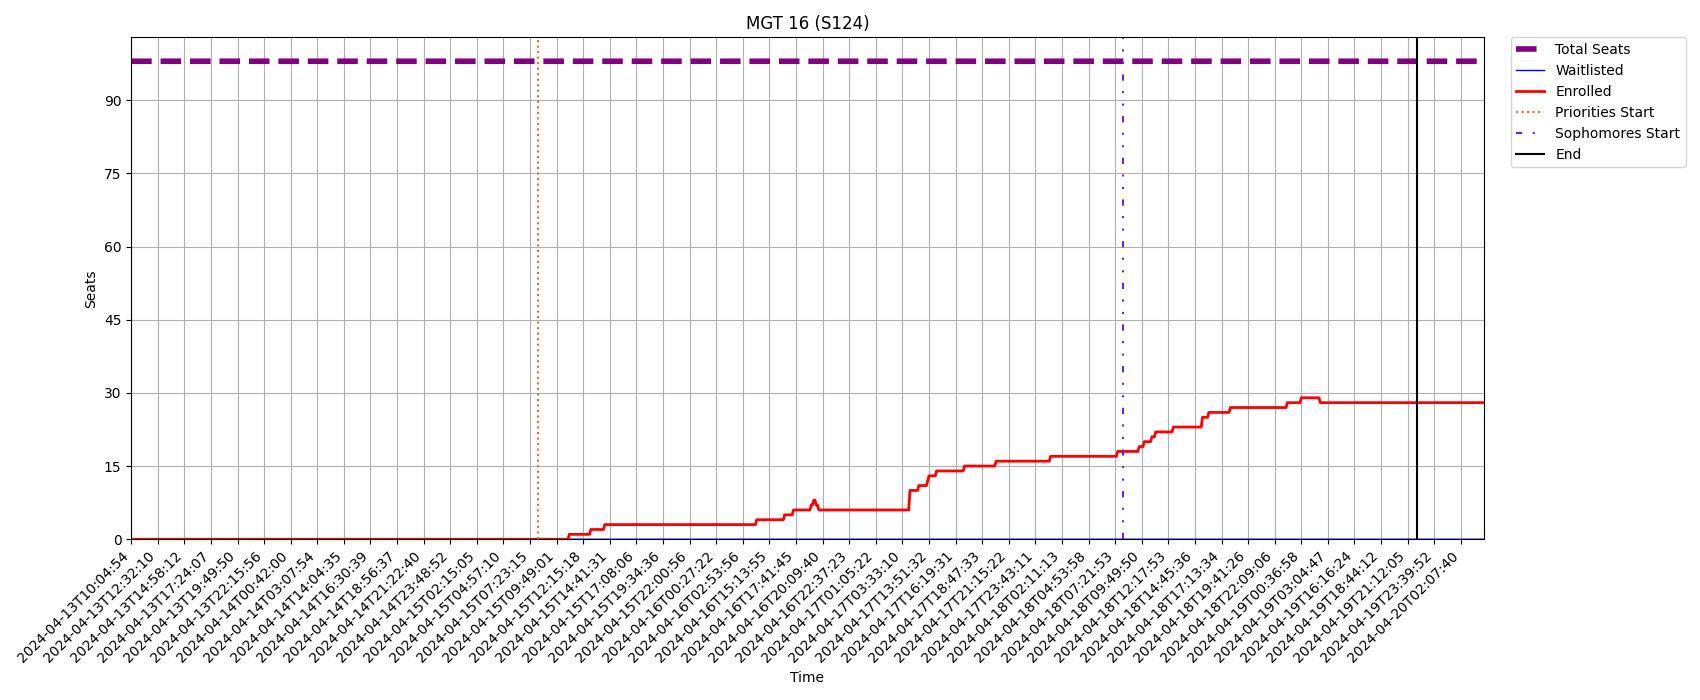 MGT 16 (S124)
Total Seats
Waitlisted
Enrolled
Priorities Start
Sophomores Start
End
90
75
60
45
30
15
0
Seats
2024-04-13T10:04:54
2024-04-13T12:32:10
2024-04-13T14:58:12
2024-04-13T17:24:07
2024-04-13T19:49:50
2024-04-13T22:15:56
2024-04-14T00:42:00
2024-04-14T03:07:54
2024-04-14T14:04:35
2024-04-14T16:30:39
2024-04-14T18:56:37
2024-04-14T21:22:40
2024-04-14T23:48:52
2024-04-15T02:15:05
2024-04-15T04:57:10
2024-04-15T07:23:15
2024-04-15T09:49:01
2024-04-15T12:15:18
2024-04-15T14:41:31
2024-04-15T17:08:06
2024-04-15T19:34:36
2024-04-15T22:00:56
2024-04-16T00:27:22
2024-04-16T02:53:56
2024-04-16T15:13:55
2024-04-16T17:41:45
2024-04-16T20:09:40
2024-04-16T22:37:23
2024-04-17T01:05:22
2024-04-17T03:33:10
2024-04-17T13:51:32
2024-04-17T16:19:31
2024-04-17T18:47:33
2024-04-17T21:15:22
2024-04-17T23:43:11
2024-04-18T02:11:13
2024-04-18T04:53:58
2024-04-18T07:21:53
2024-04-18T09:49:50
2024-04-18T12:17:53
2024-04-18T14:45:36
2024-04-18T17:13:34
2024-04-18T19:41:26
2024-04-18T22:09:06
2024-04-19T00:36:58
2024-04-19T03:04:47
2024-04-19T16:16:24
2024-04-19T18:44:12
2024-04-19T21:12:05
2024-04-19T23:39:52
2024-04-20T02:07:40
Time